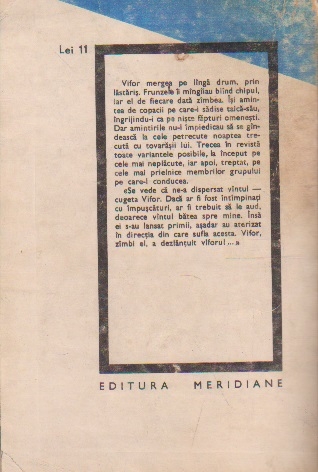 Lei 11
Vifor mergea pe lîngă drum, prin
lăstăriş. Frunzele îi mîngîiau blînd chipul,
iar el de fiecare dată zîmbea. Îşi amin-
tea de copacii pe care-i sădise taică-său,
îngrijindu-i ca pe nişte făpturi omeneşti.
Dar amintirile nu-l împiedicau să se gîn-
dească la cele petrecute noaptea tre-
cută cu tovarăşii lui. Trecea în revistă
toate variantele posibile, la început pe
cele mai neplăcute, iar apoi, treptat, pe
cele mai prielnice membrilor grupului
pe care-l conducea.
«Se vede că ne-a dispersat vîntul —
cugeta Vifor. Dacă ar fi fost întîmpinaţi
cu împuşcături, ar fi trebuit să le aud,
deoarece vîntul bătea spre mine. Însă
ei s-au lansat primii, aşadar au aterizat
în direcţia din care sufla acesta. Vifor,
zîmbi el, a dezlănţuit viforul...»
EDITURA MERIDIANE